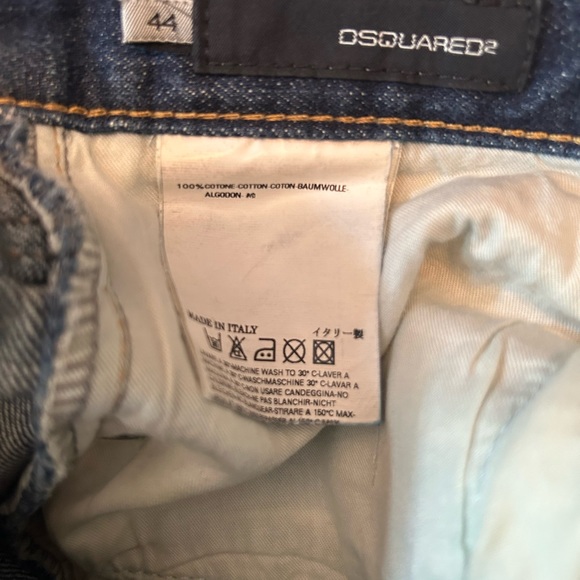 44
DSQUARED2
100%COTONE-COTTON-COTON-BAUMWOLLE-
ALGODON-
MADE IN ITALY
イタリー製
MACHINE WASH TO 30° C-LAVER A
C-WASCHMASCHINE 30° C-LAVAR A
NON USARE CANDEGGINA-NO
PAS BLANCHIR-NICHT
STIRARE A 150°C MAX-